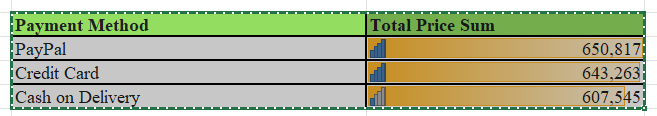 Payment Method Total Price Sum
PayPal 650,817
Credit Card 643,263
Cash on Delivery 607,545